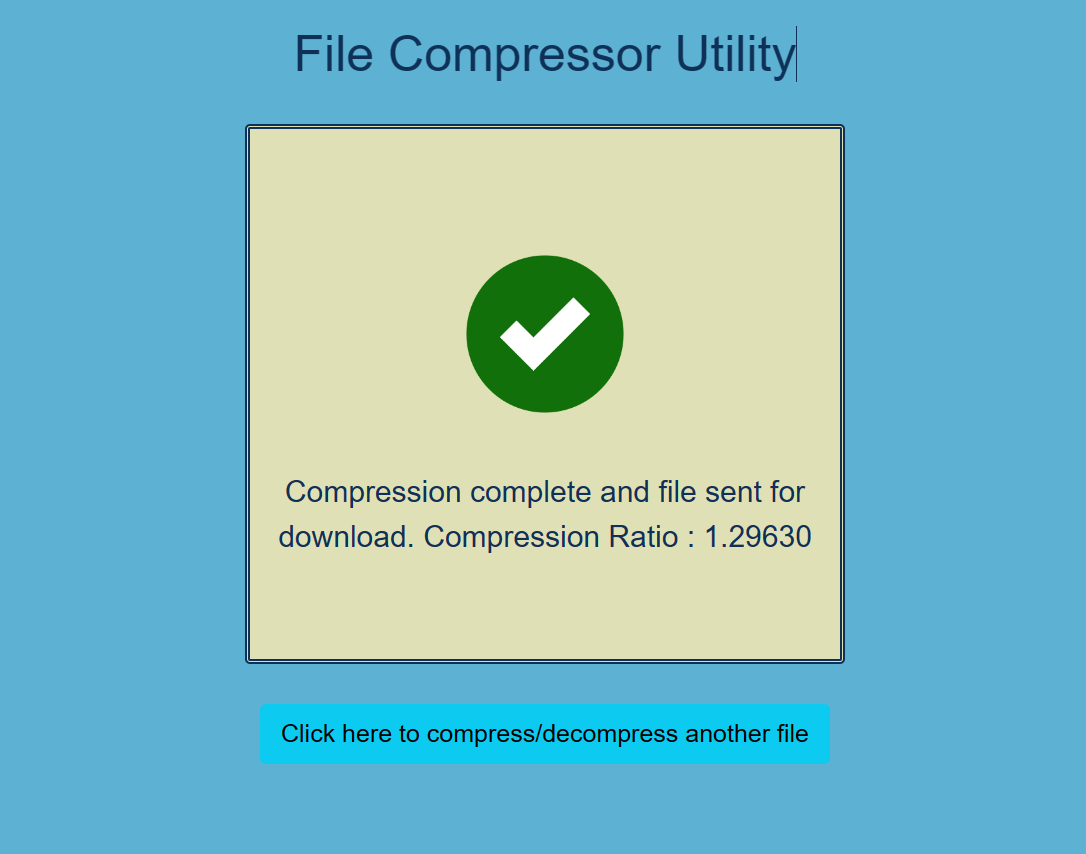 File Compressor Utility
Compression complete and file sent for
download. Compression Ratio : 1.29630
Click here to compress/decompress another file